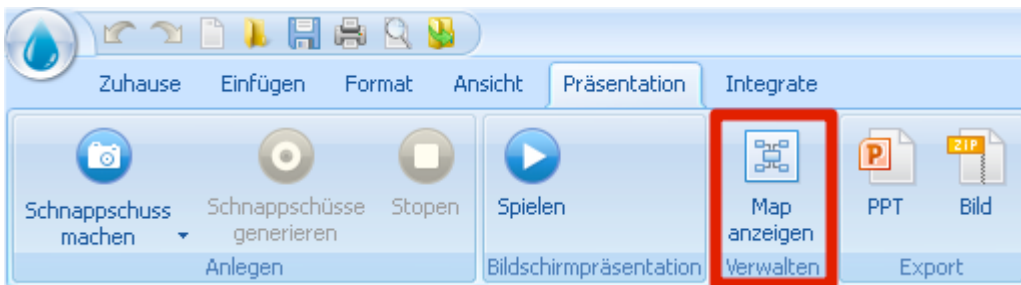 Zuhause Einfügen Format Ansicht Präsentation Integrate
Schnappschuss machen
Schnappschüsse generieren
Stopen
Anlegen
Spielen
Bildschirmpräsentation
Map
anzeigen
Verwalten
P
PPT
ZIP
Bild
Export